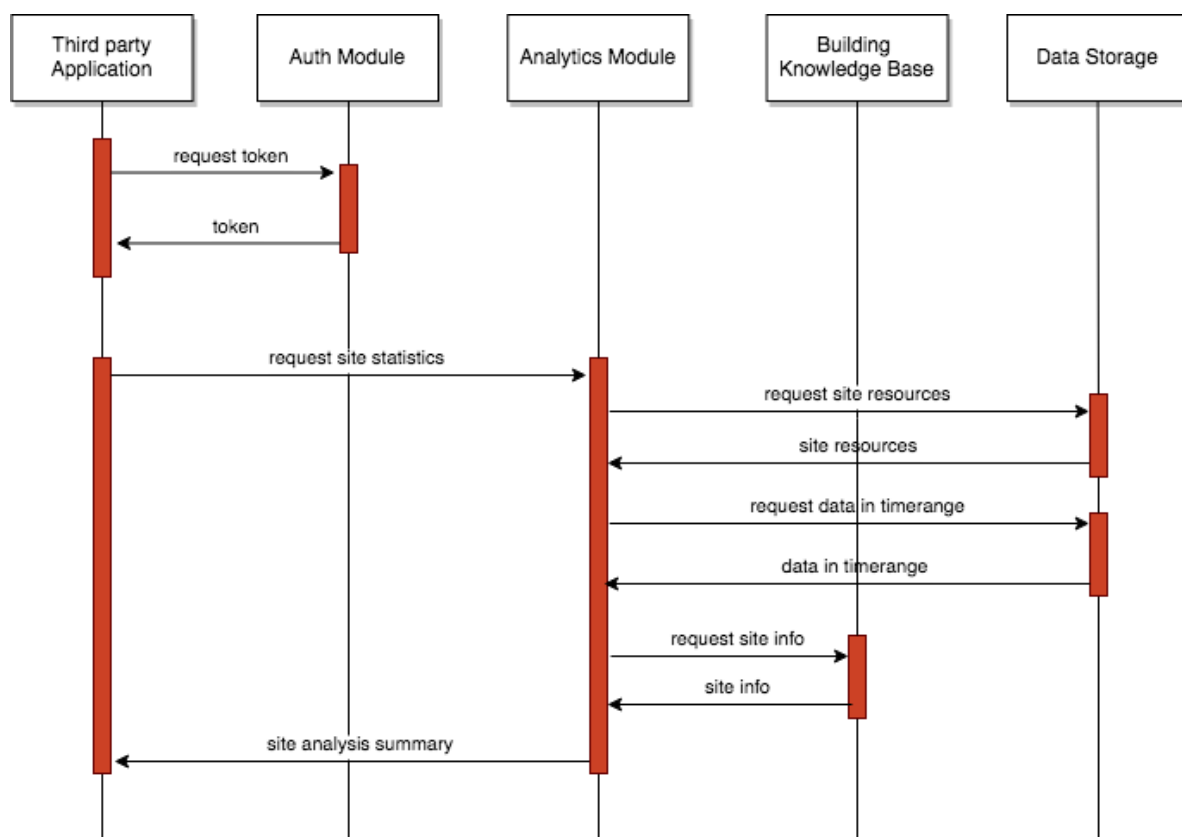 Third party
Application
Auth Module
Analytics Module
Building
Knowledge Base
Data Storage
request token
token
request site statistics
request site resources
site resources
request data in timerange
data in timerange
request site info
site info
site analysis summary